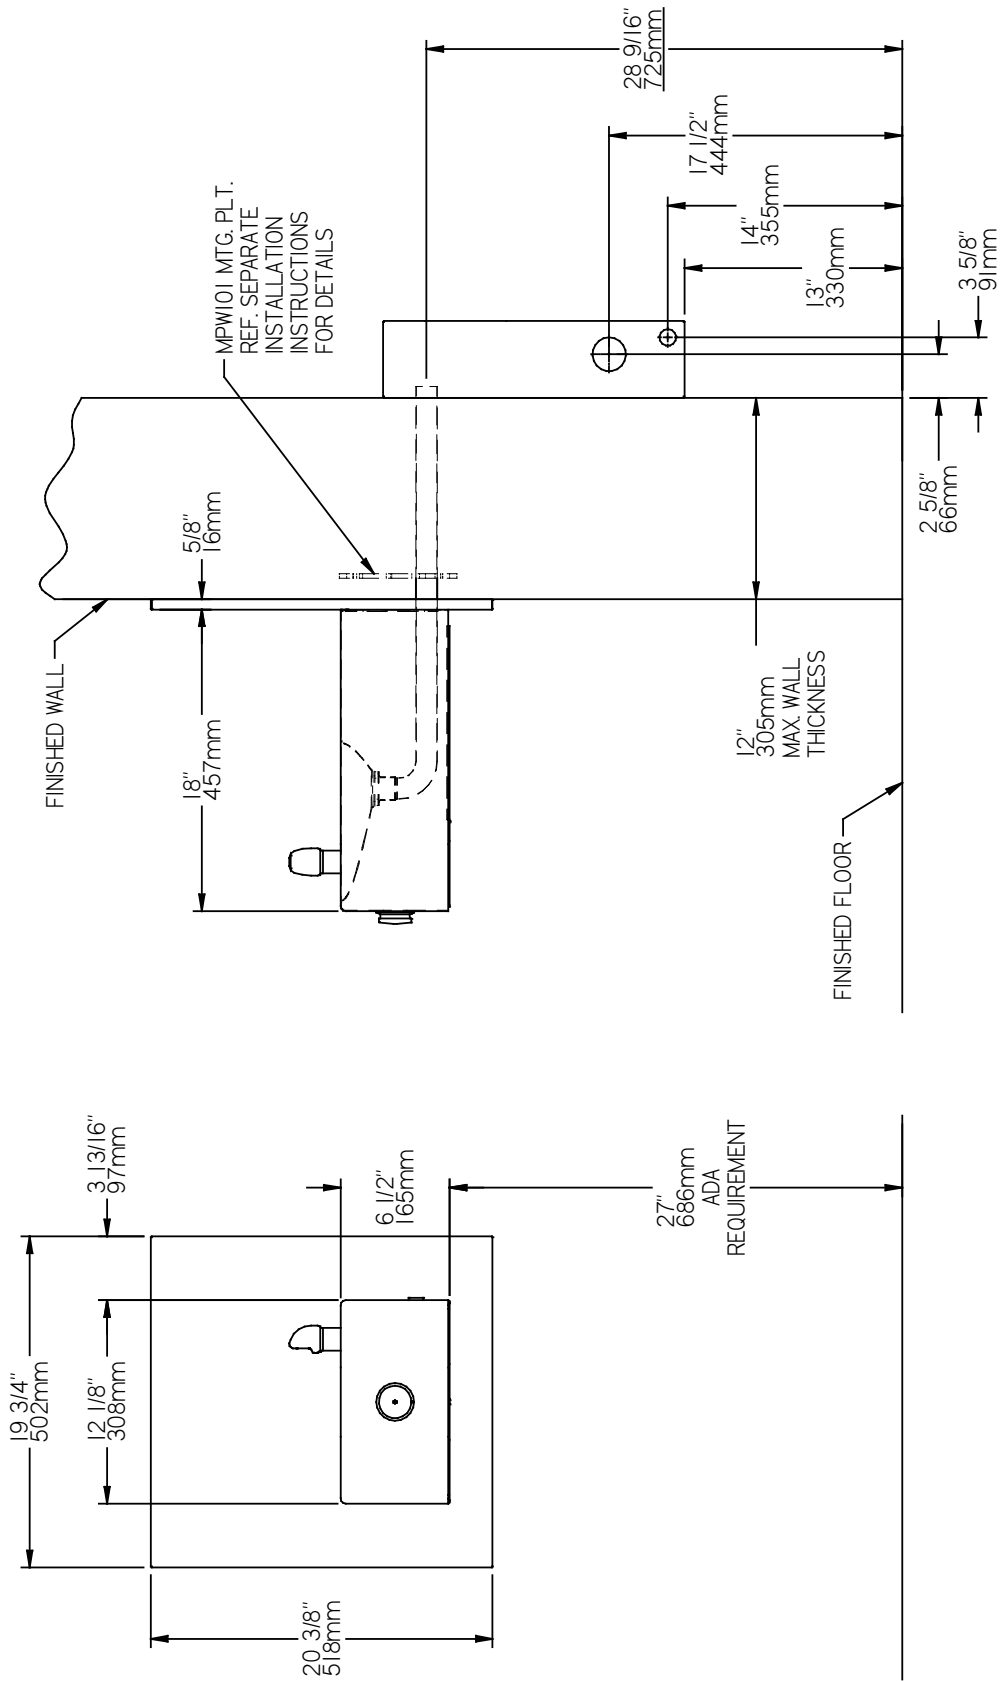 19 3/4"
502mm
12 1/8"
308mm
3 13/16"
97mm
20 3/8"
518mm
6 1/2"
165mm
27"
686mm
ADA
REQUIREMENT
FINISHED WALL
18"
457mm
5/8"
16mm
MPW101 MTG. PLT.
REF. SEPARATE
INSTALLATION
INSTRUCTIONS
FOR DETAILS
12"
305mm
MAX. WALL
THICKNESS
FINISHED FLOOR
28 9/16"
725mm
17 1/2"
444mm
14"
355mm
13"
330mm
3 5/8"
91mm
2 5/8"
66mm